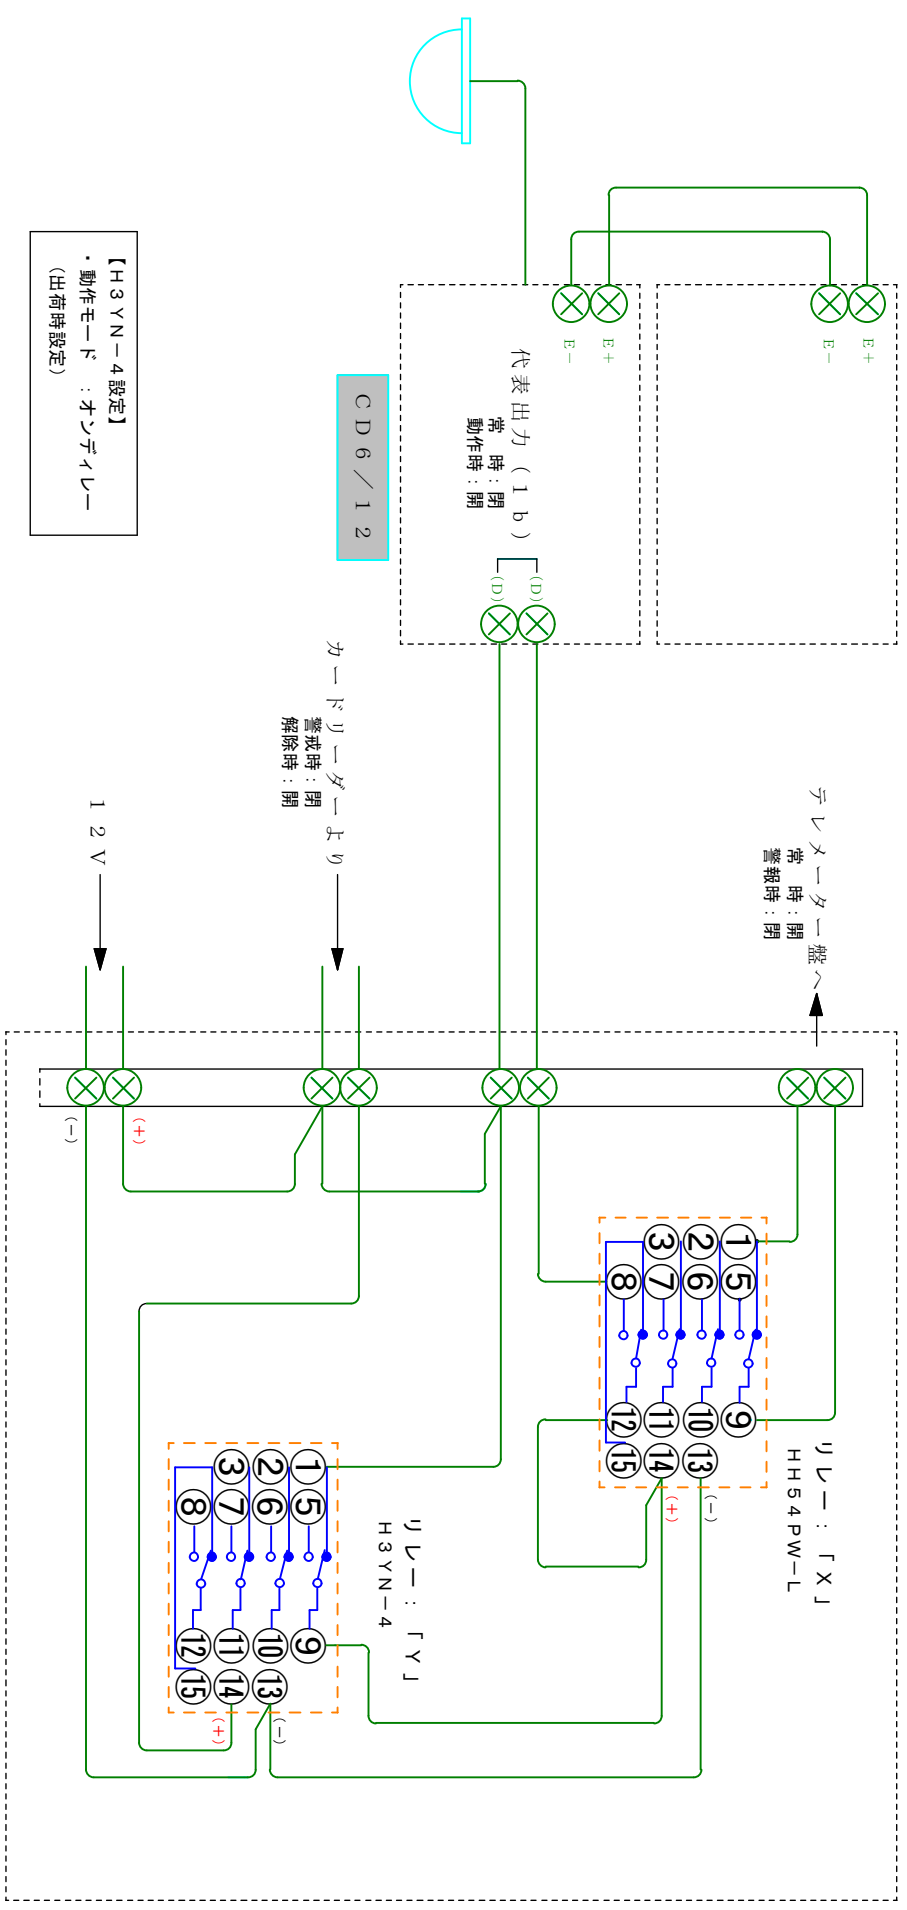 E+
E−
E+
E−
代表出力(1b)
常　時：閉
動作時：開
(D)
(D)
CD6／12
【H3YN−4設定】
・動作モード　：オンディレー
(出荷時設定)
テレメーター盤へ
常　時：開
警報時：閉
カードリーダーより
警戒時：閉
解除時：開
12V
(+)
(−)
リレー：「X」
HH54PW−L
1 5 9
2 6 10 13 (−)
3 7 11 14 (+)
8 12 15
リレー：「Y」
H3YN−4
1 5 9
2 6 10 13 (−)
3 7 11 14 (+)
8 12 15